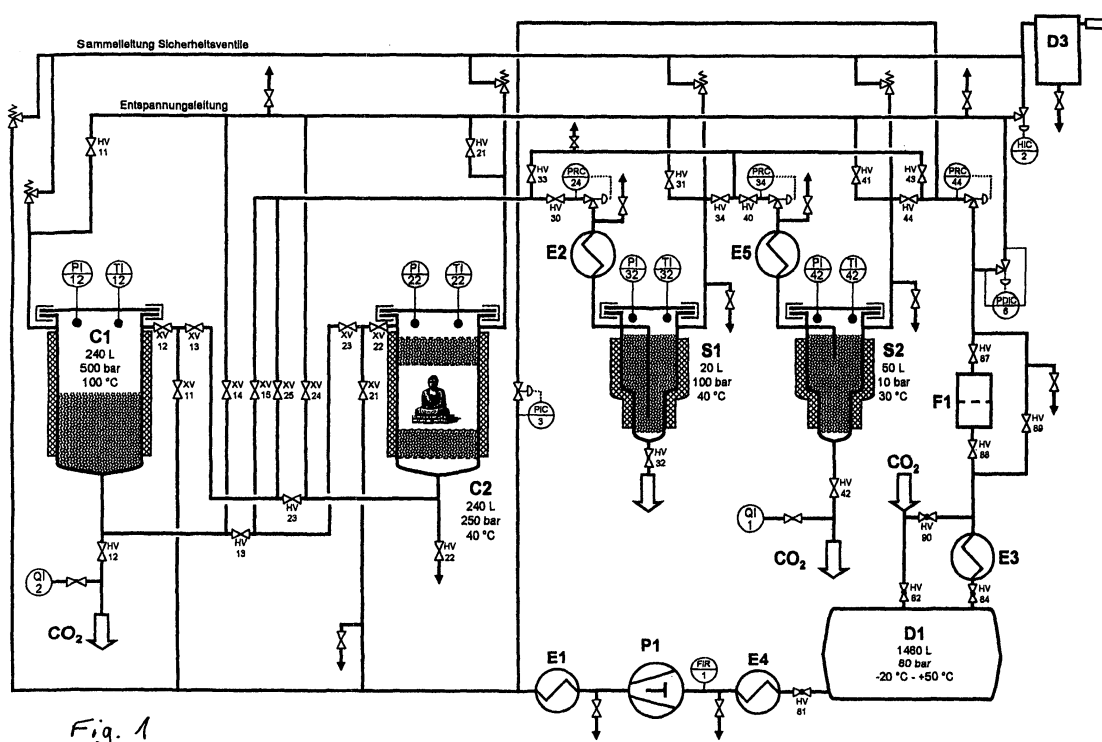 Sammelleitung Sicherheitsventile
D3
Entspannungsleitung
HIC
2
HV
11
HV
21
HV
33
PRC
24
HV
30
HV
31
HV
34
PRC
34
HV
40
HV
41
HV
43
HV
44
PRC
44
E2
E5
PI
12
TI
12
PI
22
TI
22
PI
32
TI
32
PI
42
TI
42
PDIC
6
C1
240 L
500 bar
100 °C
XV
12
XV
13
XV
11
XV
14
XV
15
XV
25
XV
24
XV
23
XV
22
XV
21
PIC
3
S1
20 L
100 bar
40 °C
S2
50 L
10 bar
30 °C
HV
87
F1
HV
88
HV
89
HV
32
HV
42
CO2
C2
240 L
250 bar
40 °C
HV
23
HV
13
HV
12
HV
22
QI
1
QI
2
CO2
CO2
HV
90
E3
HV
82
HV
84
D1
1460 L
80 bar
-20 °C - +50 °C
E1
P1
FIR
1
E4
HV
81
Fig. 1